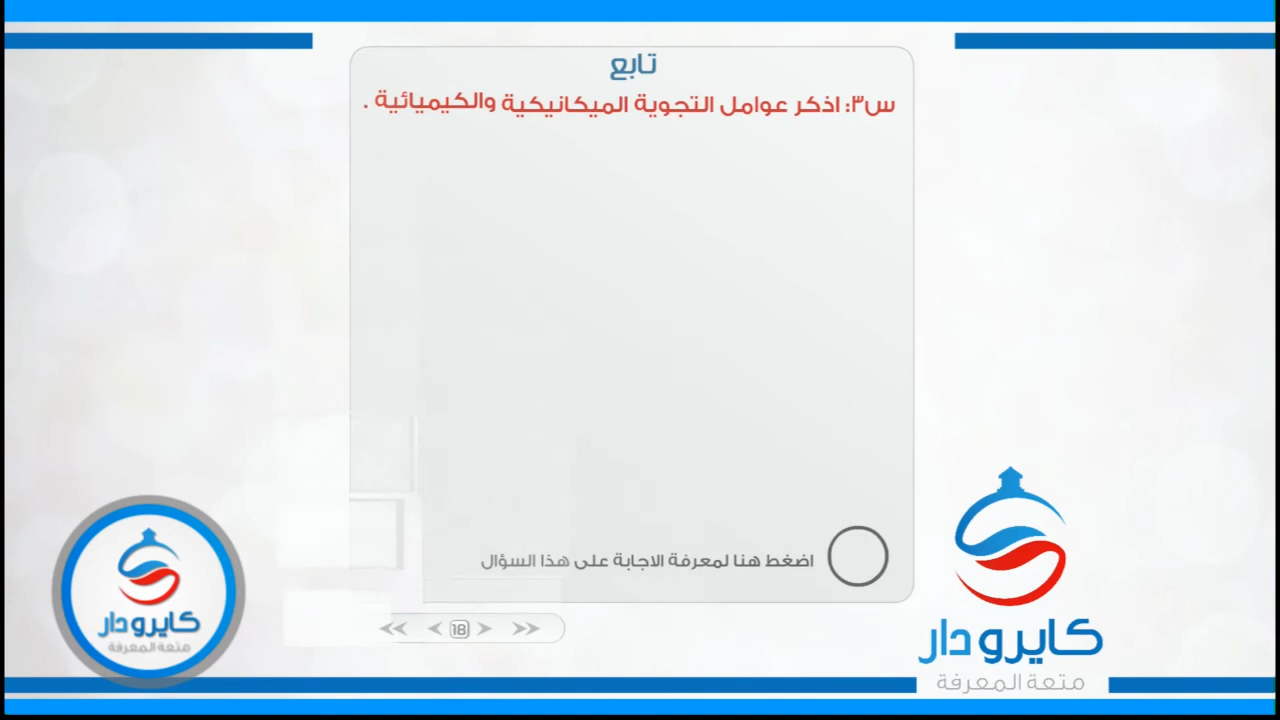 تابع
س٣: اذكر عوامل التجوية الميكانيكية والكيميائية .
اضغط هنا لمعرفة الاجابة على هذا السؤال
18
كايرو دار
متعة المعرفة
كايرو دار
متعة المعرفة